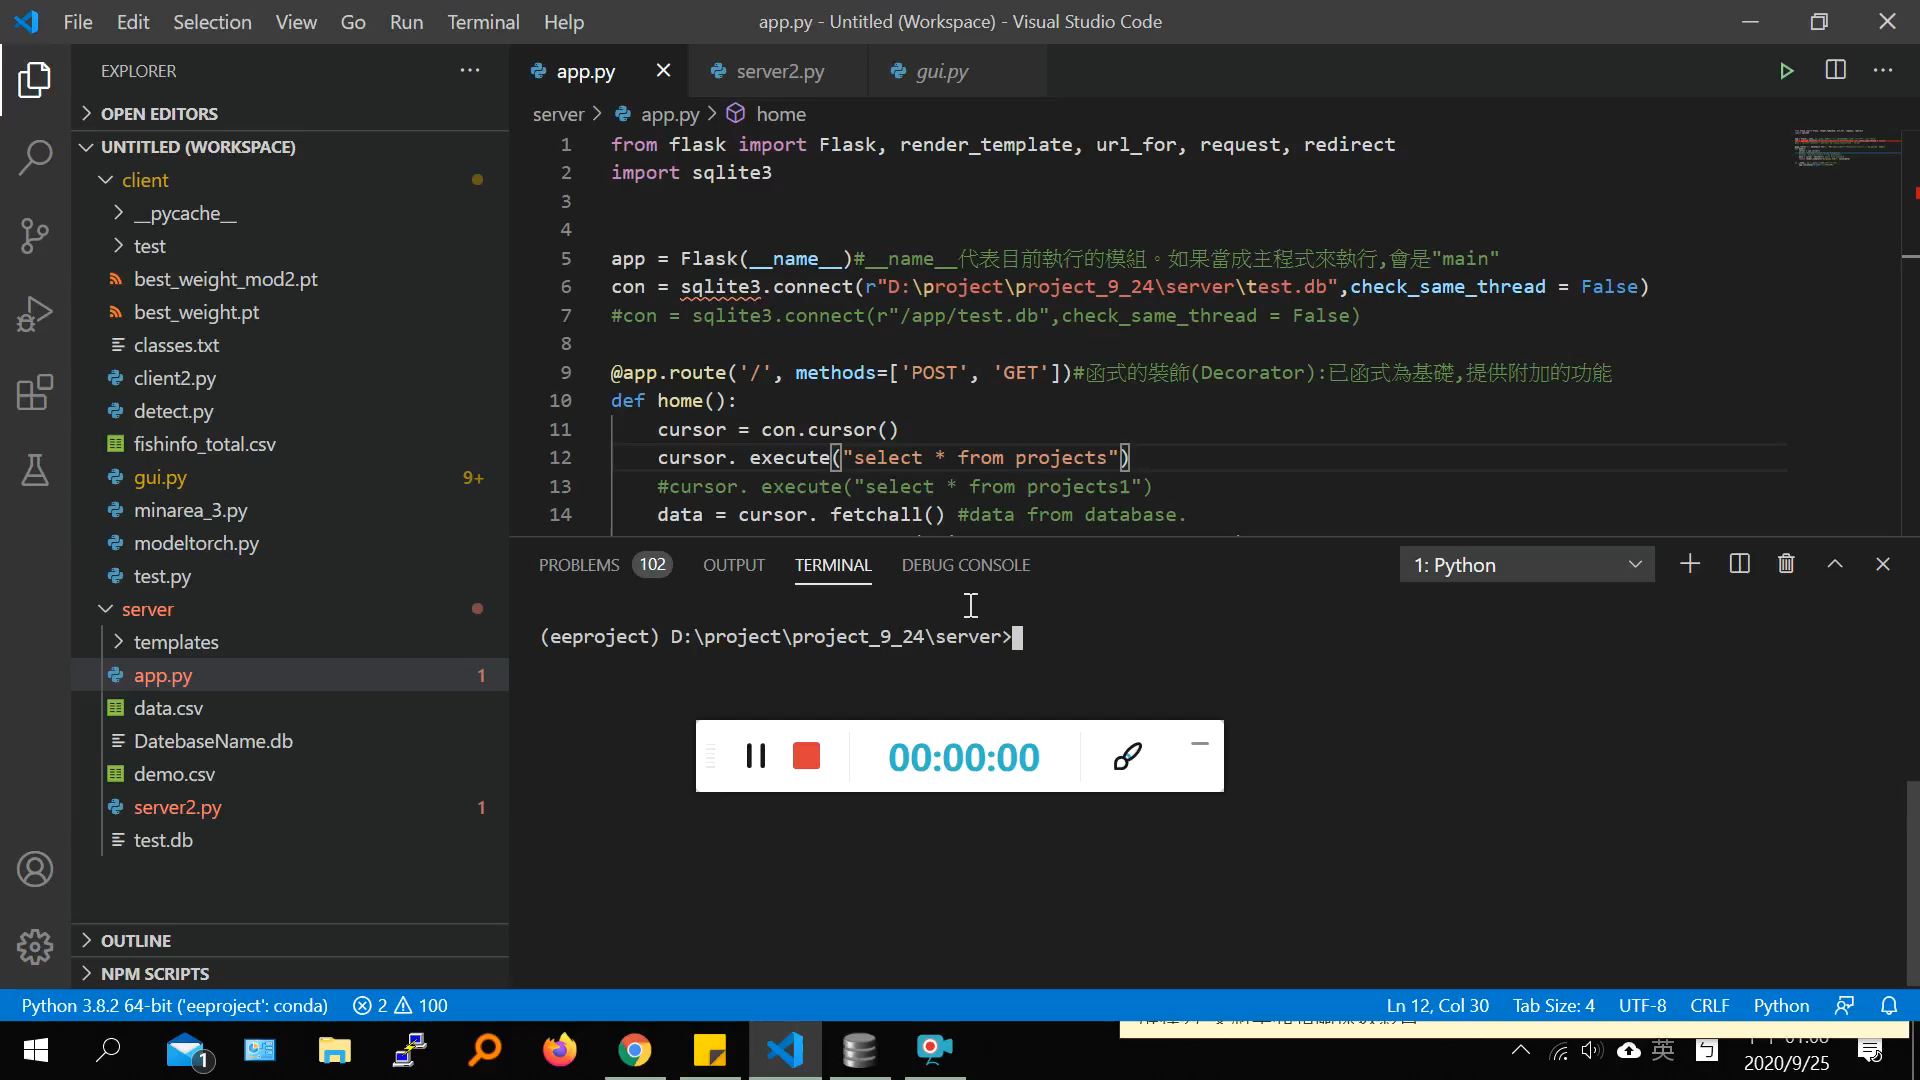 File Edit Selection View Go Run Terminal Help
app.py - Untitled (Workspace) - Visual Studio Code
EXPLORER
OPEN EDITORS
UNTITLED (WORKSPACE)
client
__pycache__
test
best_weight_mod2.pt
best_weight.pt
classes.txt
client2.py
detect.py
fishinfo_total.csv
gui.py 9+
minarea_3.py
modeltorch.py
test.py
server
templates
app.py 1
data.csv
DatebaseName.db
demo.csv
server2.py 1
test.db
OUTLINE
NPM SCRIPTS
app.py server2.py gui.py
server > app.py > home
1 from flask import Flask, render_template, url_for, request, redirect
2 import sqlite3
3
4
5 app = Flask(__name__)#__name__代表目前執行的模組。如果當成主程式來執行,會是"main"
6 con = sqlite3.connect(r"D:\project\project_9_24\server\test.db",check_same_thread = False)
7 #con = sqlite3.connect(r"/app/test.db",check_same_thread = False)
8
9 @app.route('/', methods=['POST', 'GET'])#函式的裝飾(Decorator):已函式為基礎,提供附加的功能
10 def home():
11 cursor = con.cursor()
12 cursor. execute("select * from projects")
13 #cursor. execute("select * from projects1")
14 data = cursor. fetchall() #data from database.
PROBLEMS 102 OUTPUT TERMINAL DEBUG CONSOLE 1: Python
(eeproject) D:\project\project_9_24\server>
00:00:00
Python 3.8.2 64-bit ('eeproject': conda) 2 100
Ln 12, Col 30 Tab Size: 4 UTF-8 CRLF Python
1
英
2020/9/25